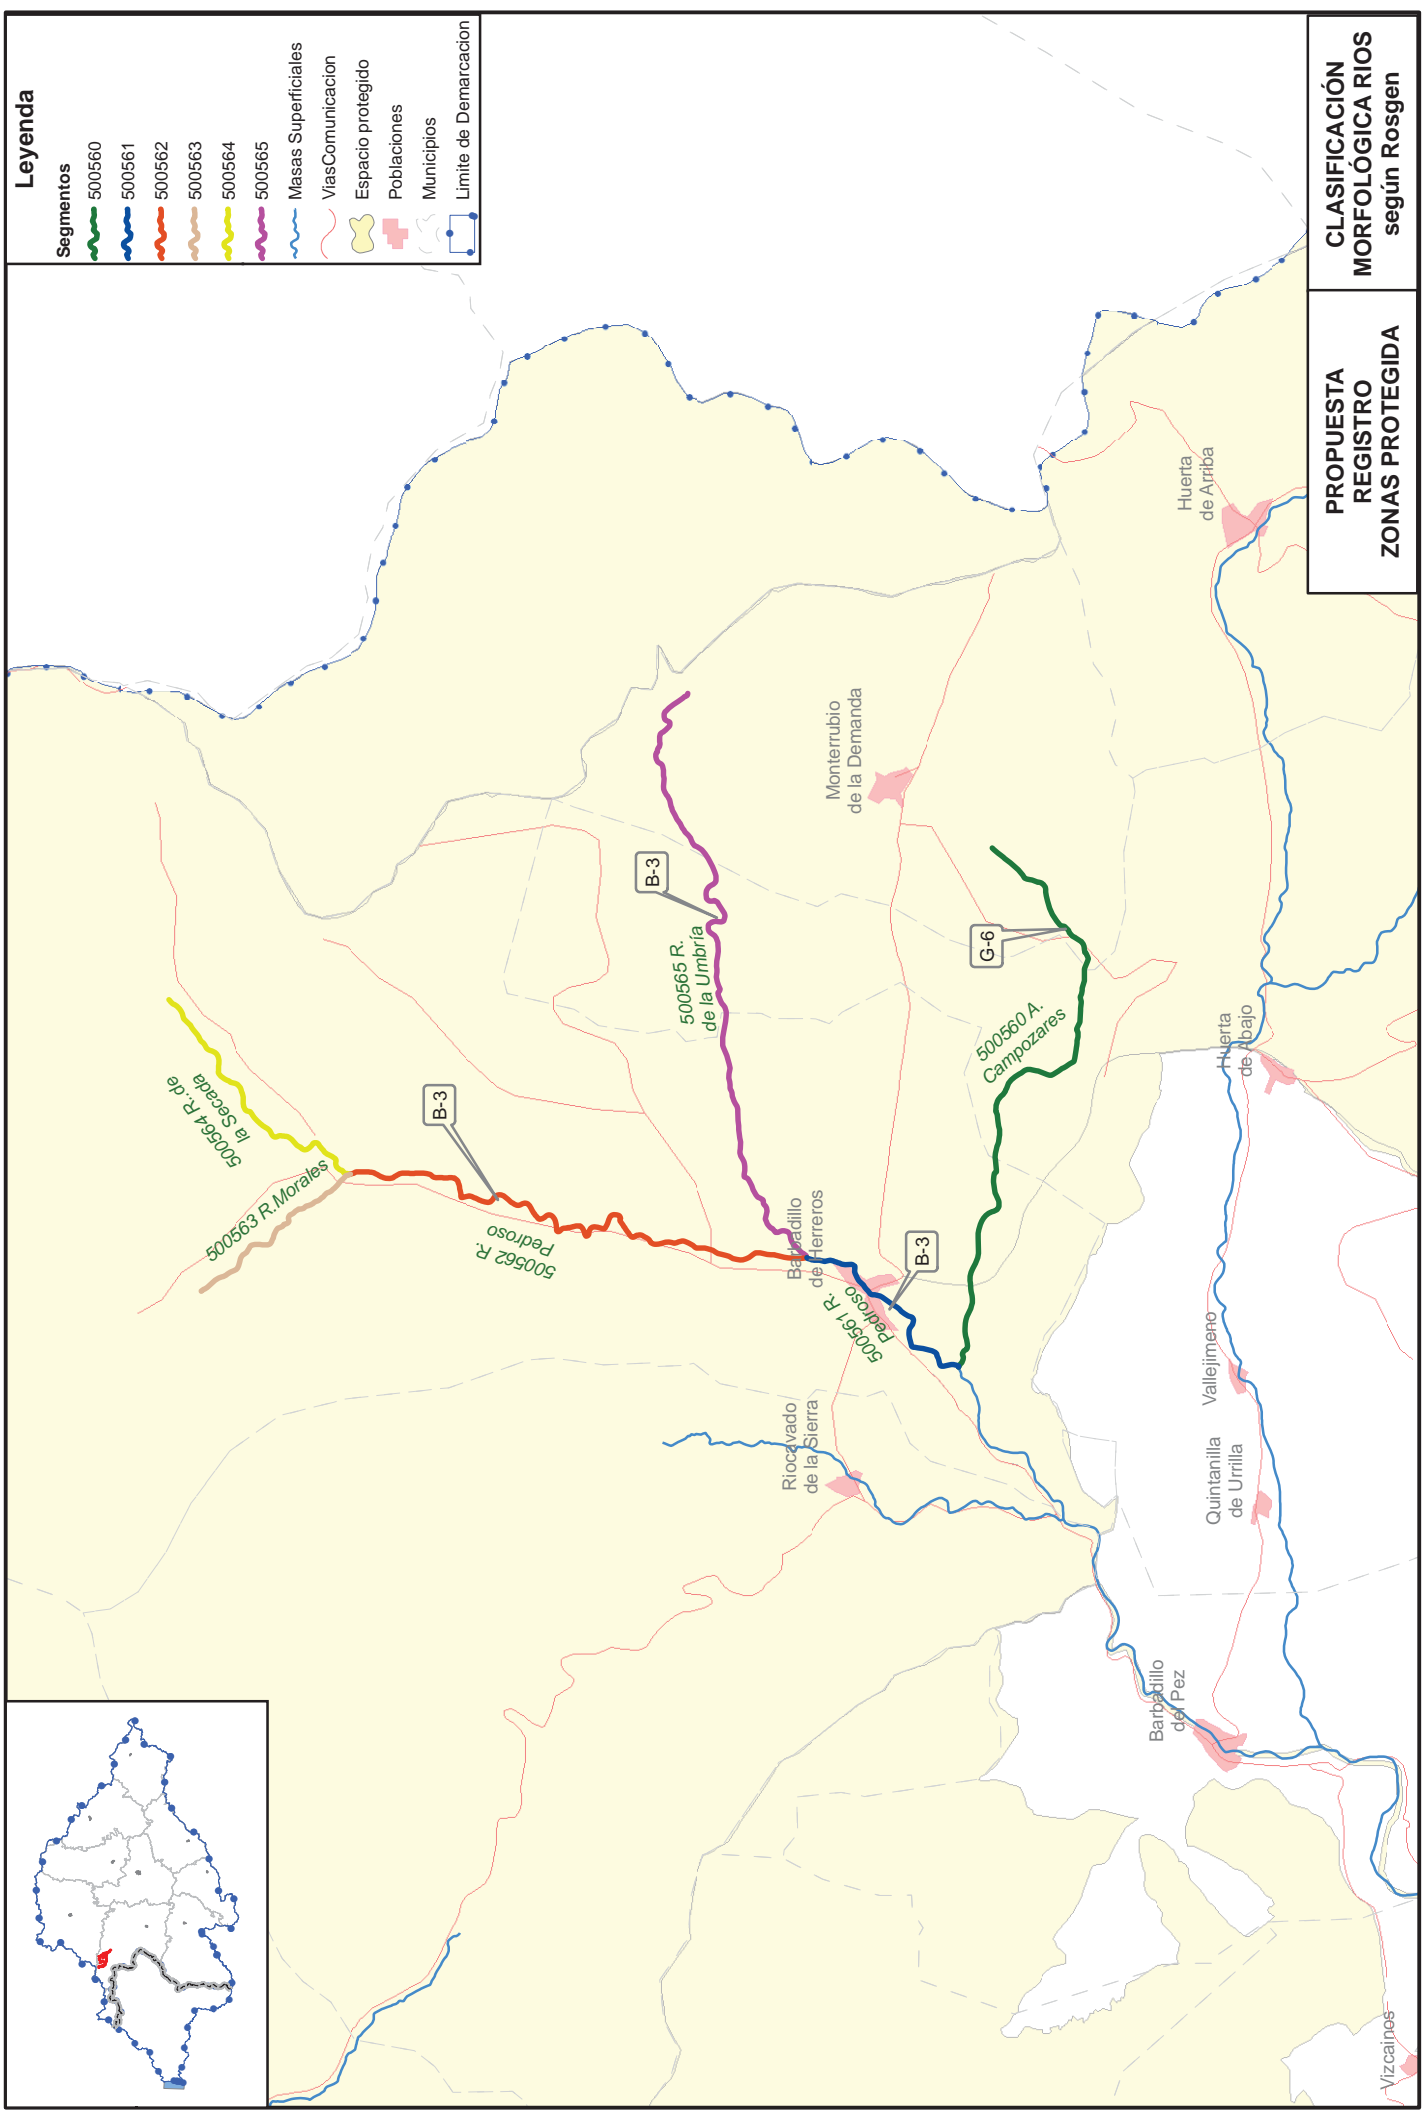 Leyenda
Segmentos
500560
500561
500562
500563
500564
500565
Masas Superficiales
ViasComunicacion
Espacio protegido
Poblaciones
Municipios
Limite de Demarcacion
500564 R..de
la Secada
500563 R.Morales
B-3
500562 R.
Pedroso
B-3
500565 R.
de la Umbría
Monterrubio
de la Demanda
Barbadillo
de Herreros
500561 R.
Pedroso
B-3
G-6
500560 A.
Campozares
Riocavado
de la Sierra
Huerta
de Arriba
Huerta
de Abajo
Vallejimeno
Quintanilla
de Urrilla
Barbadillo
del Pez
Vizcainos
PROPUESTA
REGISTRO
ZONAS PROTEGIDA
CLASIFICACIÓN
MORFOLÓGICA RIOS
según Rosgen